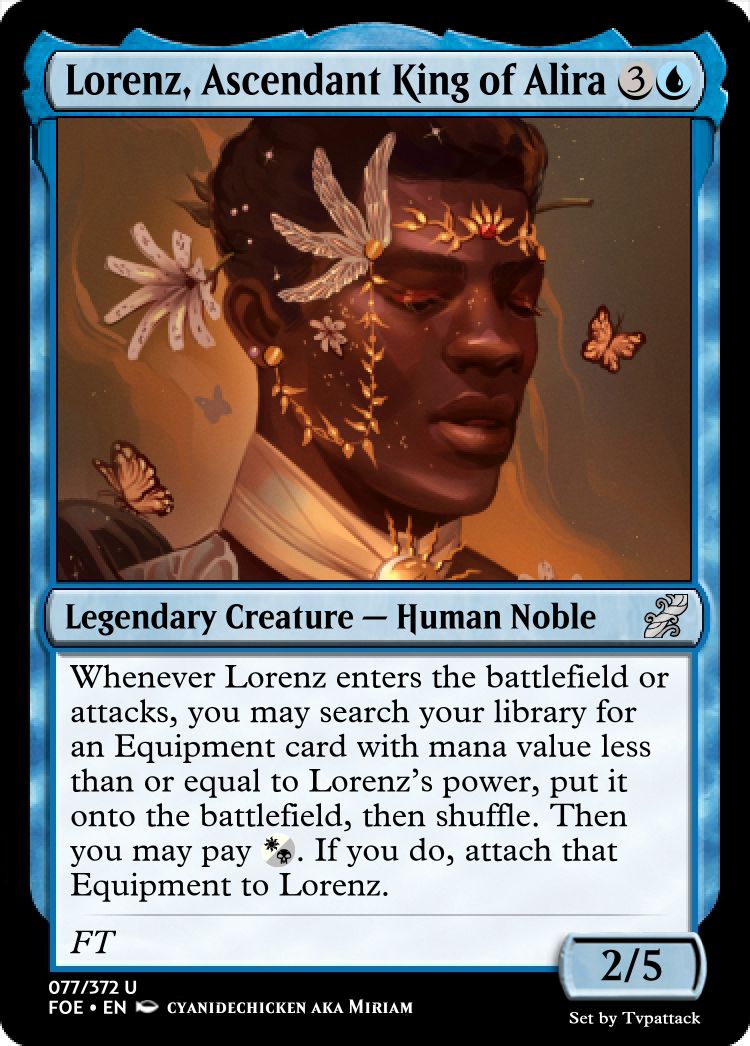 Lorenz, Ascendant King of Alira 3
Legendary Creature — Human Noble
Whenever Lorenz enters the battlefield or
attacks, you may search your library for
an Equipment card with mana value less
than or equal to Lorenz's power, put it
onto the battlefield, then shuffle. Then
you may pay . If you do, attach that
Equipment to Lorenz.
FT
2/5
077/372 U
FOE • EN CYANIDECHICKEN AKA MIRIAM
Set by Tvpattack